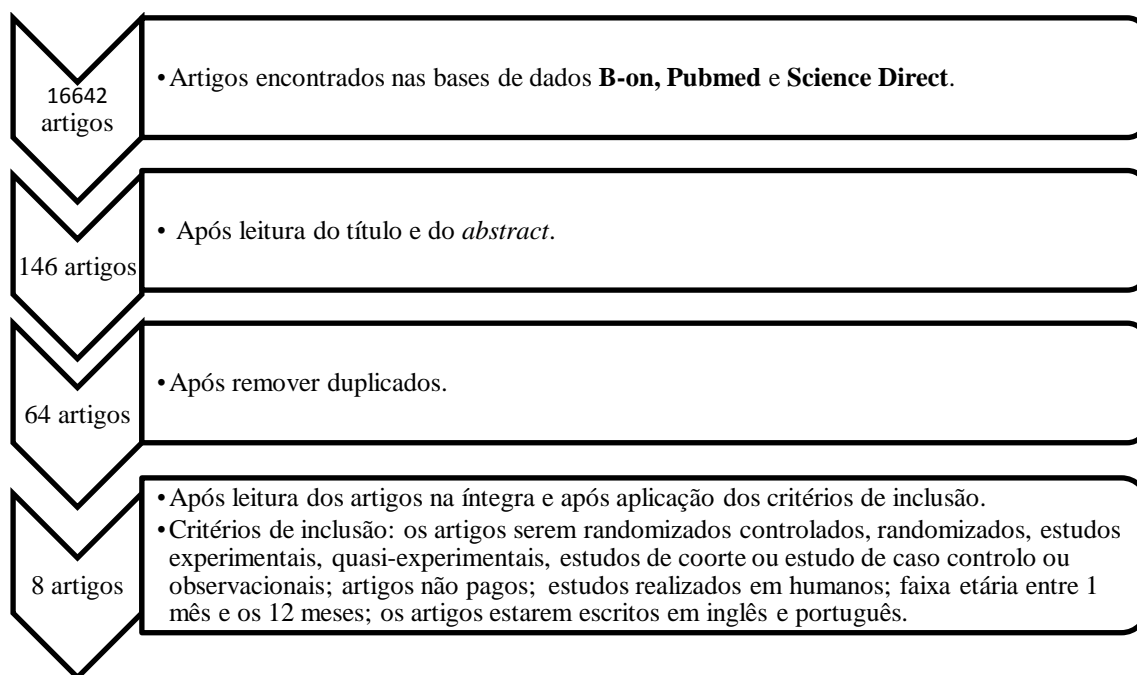 16642
artigos
•Artigos encontrados nas bases de dados B-on, Pubmed e Science Direct.
146 artigos
• Após leitura do título e do abstract.
64 artigos
•Após remover duplicados.
8 artigos
•Após leitura dos artigos na íntegra e após aplicação dos critérios de inclusão.
•Critérios de inclusão: os artigos serem randomizados controlados, randomizados, estudos
experimentais, quasi-experimentais, estudos de coorte ou estudo de caso controlo ou
observacionais; artigos não pagos; estudos realizados em humanos; faixa etária entre 1
mês e os 12 meses; os artigos estarem escritos em inglês e português.